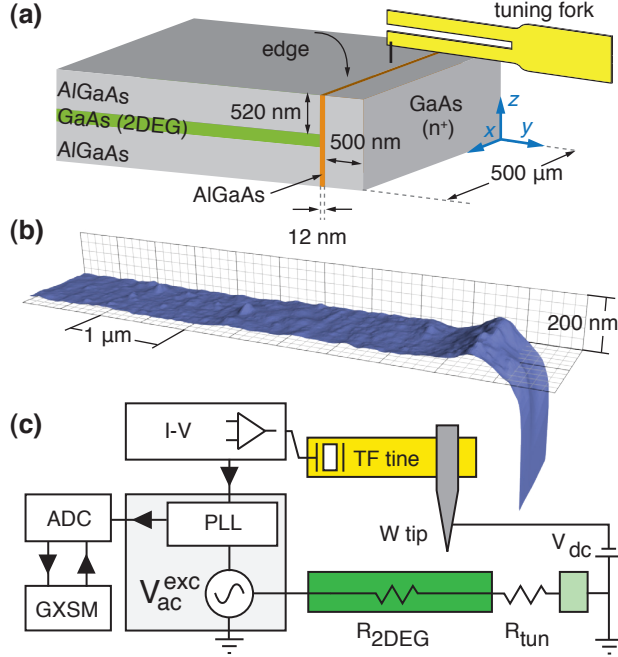 (a)
tuning fork
edge
AlGaAs
520 nm
GaAs (2DEG)
500 nm
GaAs
(n⁺)
AlGaAs
z
x
y
500 µm
AlGaAs
12 nm
(b)
200 nm
1 µm
(c)
I-V
TF tine
ADC
PLL
W tip
V_dc
V_ac^exc
GXSM
R_2DEG
R_tun